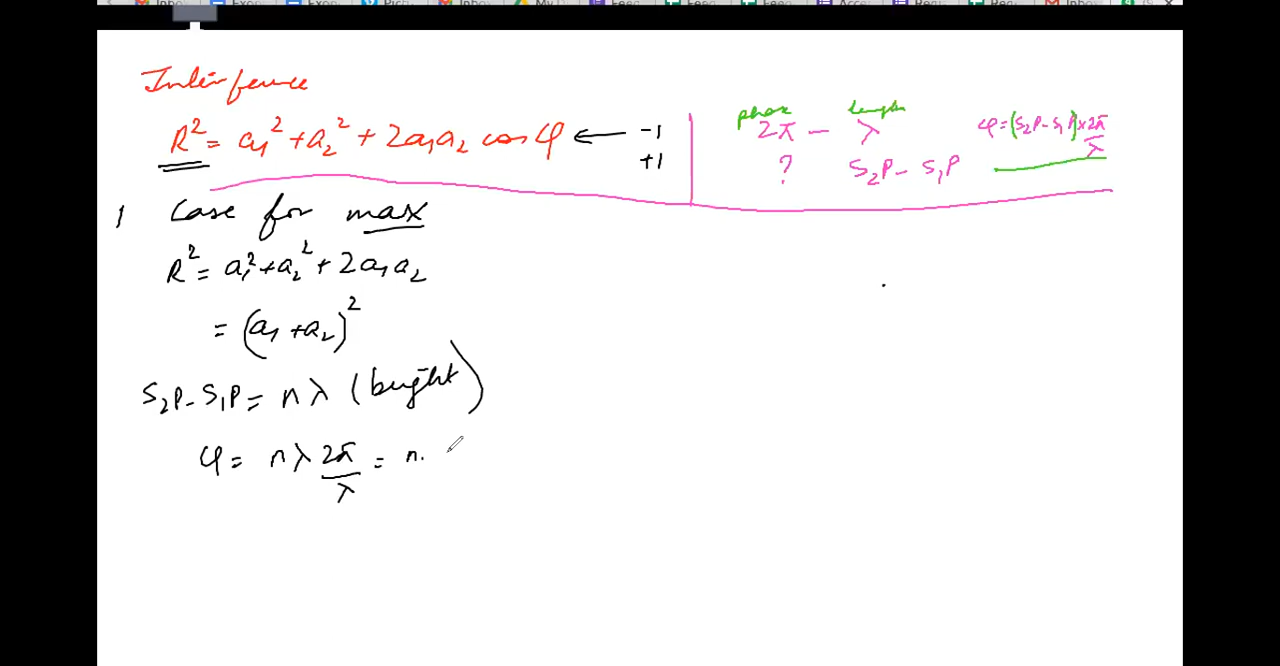 Interference
R² = a₁² + a₂² + 2a₁a₂ cos φ ← -1
+1
phase length
2π – λ
? S₂P – S₁P
φ = (S₂P – S₁P) × 2π/λ
1 Case for max
R² = a₁² + a₂² + 2a₁a₂
= (a₁ + a₂)²
S₂P – S₁P = nλ (bright)
φ = nλ 2π/λ = n.